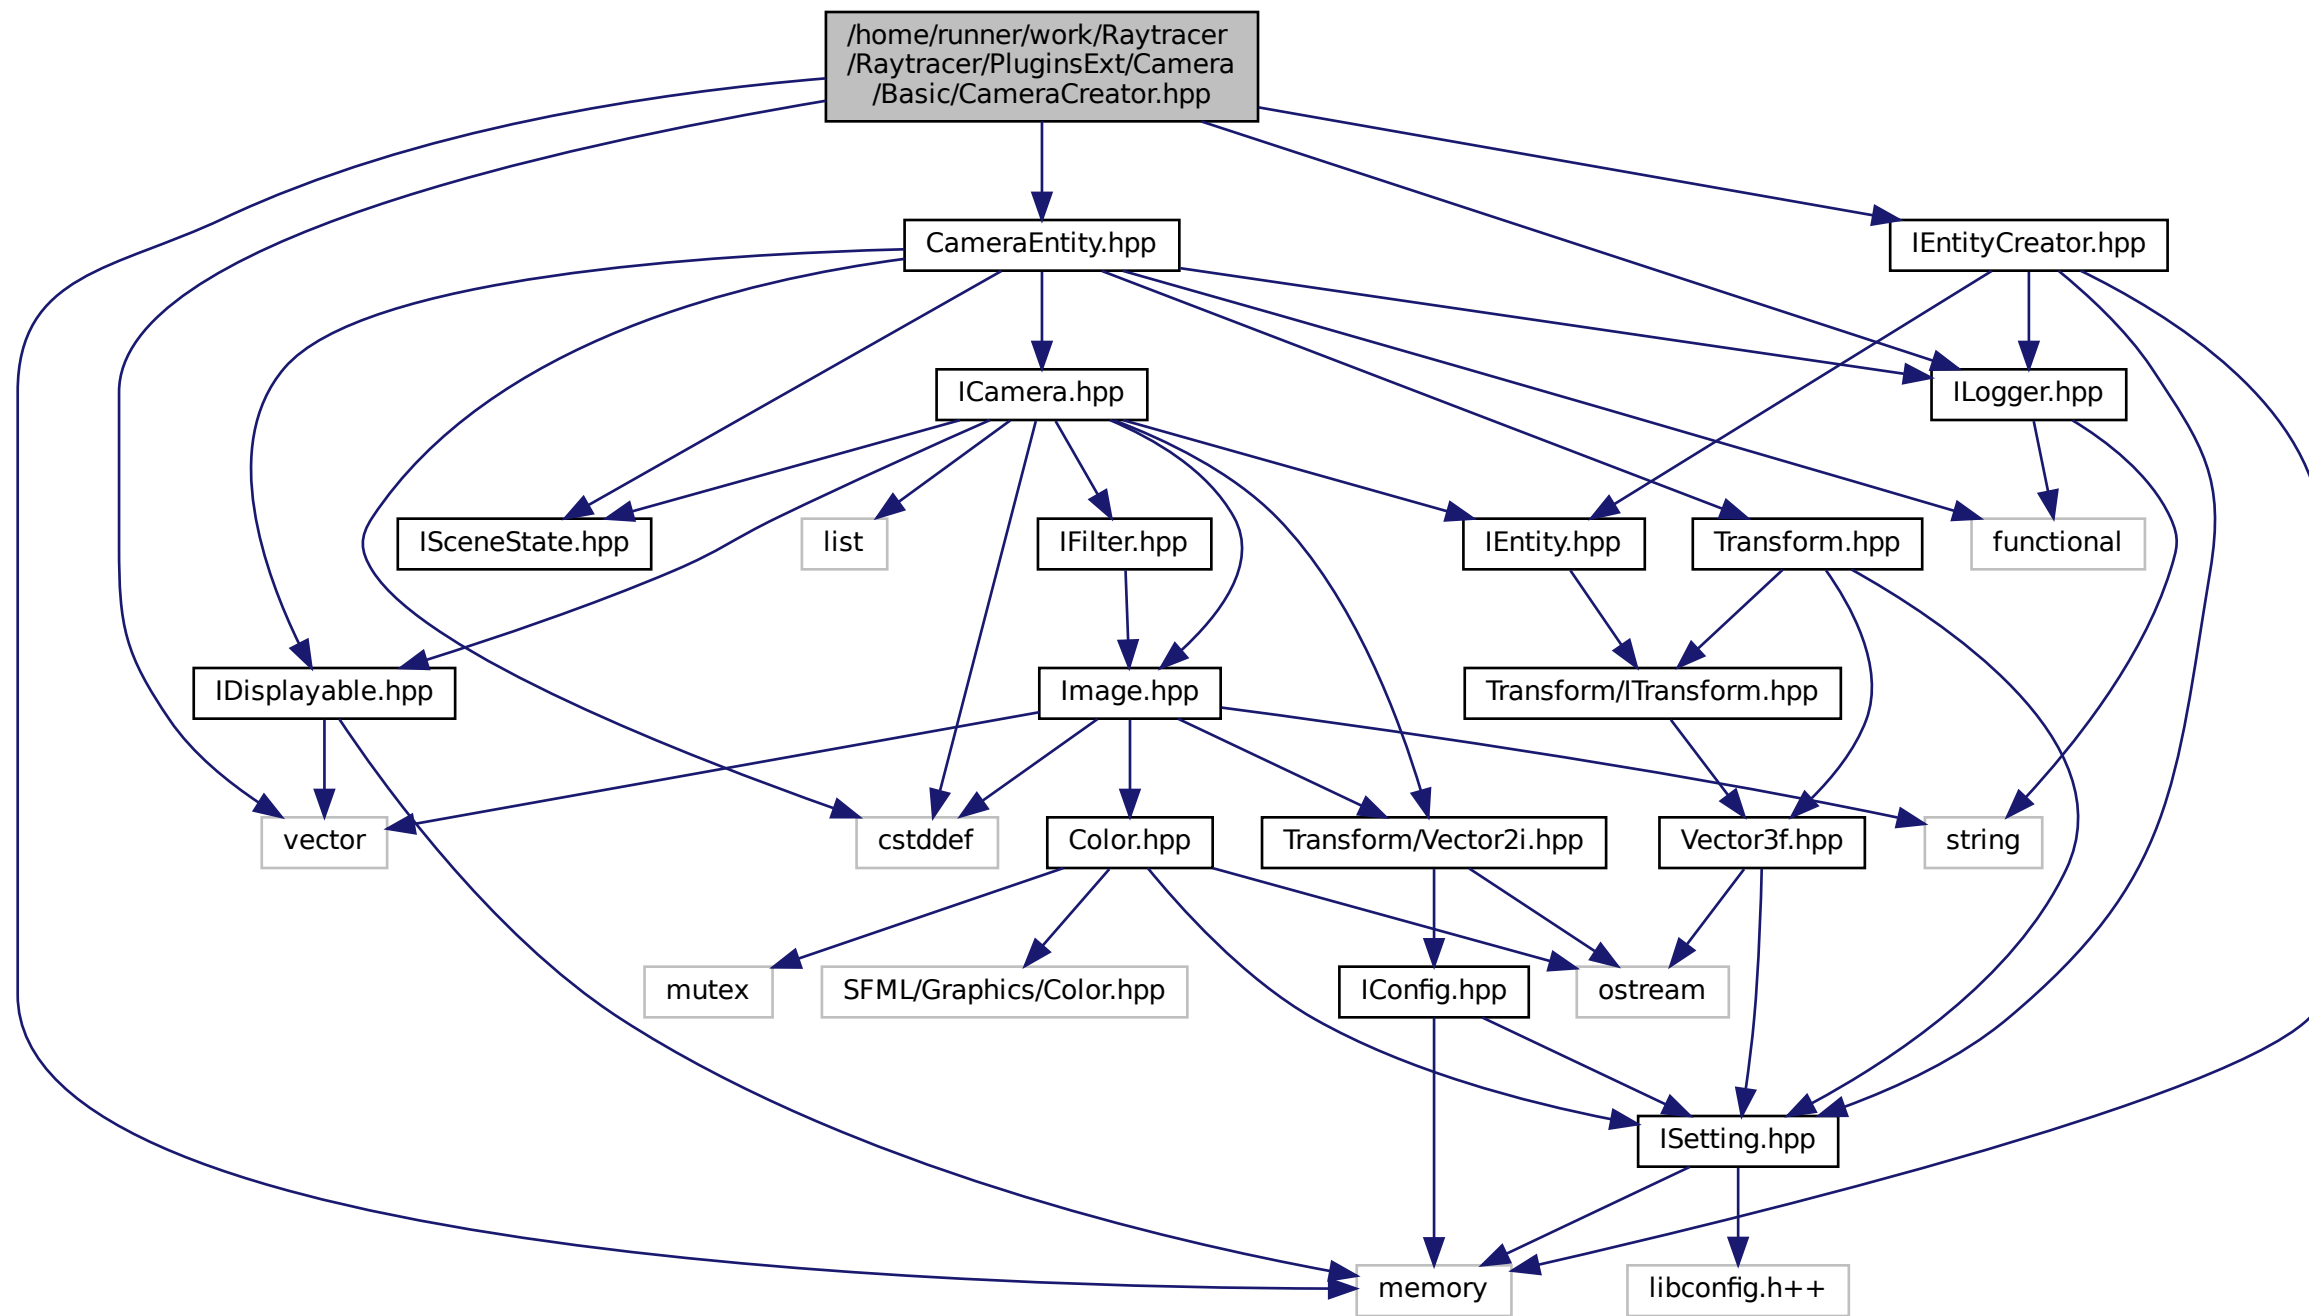 /home/runner/work/Raytracer
/Raytracer/PluginsExt/Camera
/Basic/CameraCreator.hpp
CameraEntity.hpp
IEntityCreator.hpp
ICamera.hpp
ILogger.hpp
ISceneState.hpp
list
IFilter.hpp
IEntity.hpp
Transform.hpp
functional
IDisplayable.hpp
Image.hpp
Transform/ITransform.hpp
vector
cstddef
Color.hpp
Transform/Vector2i.hpp
Vector3f.hpp
string
mutex
SFML/Graphics/Color.hpp
IConfig.hpp
ostream
ISetting.hpp
memory
libconfig.h++